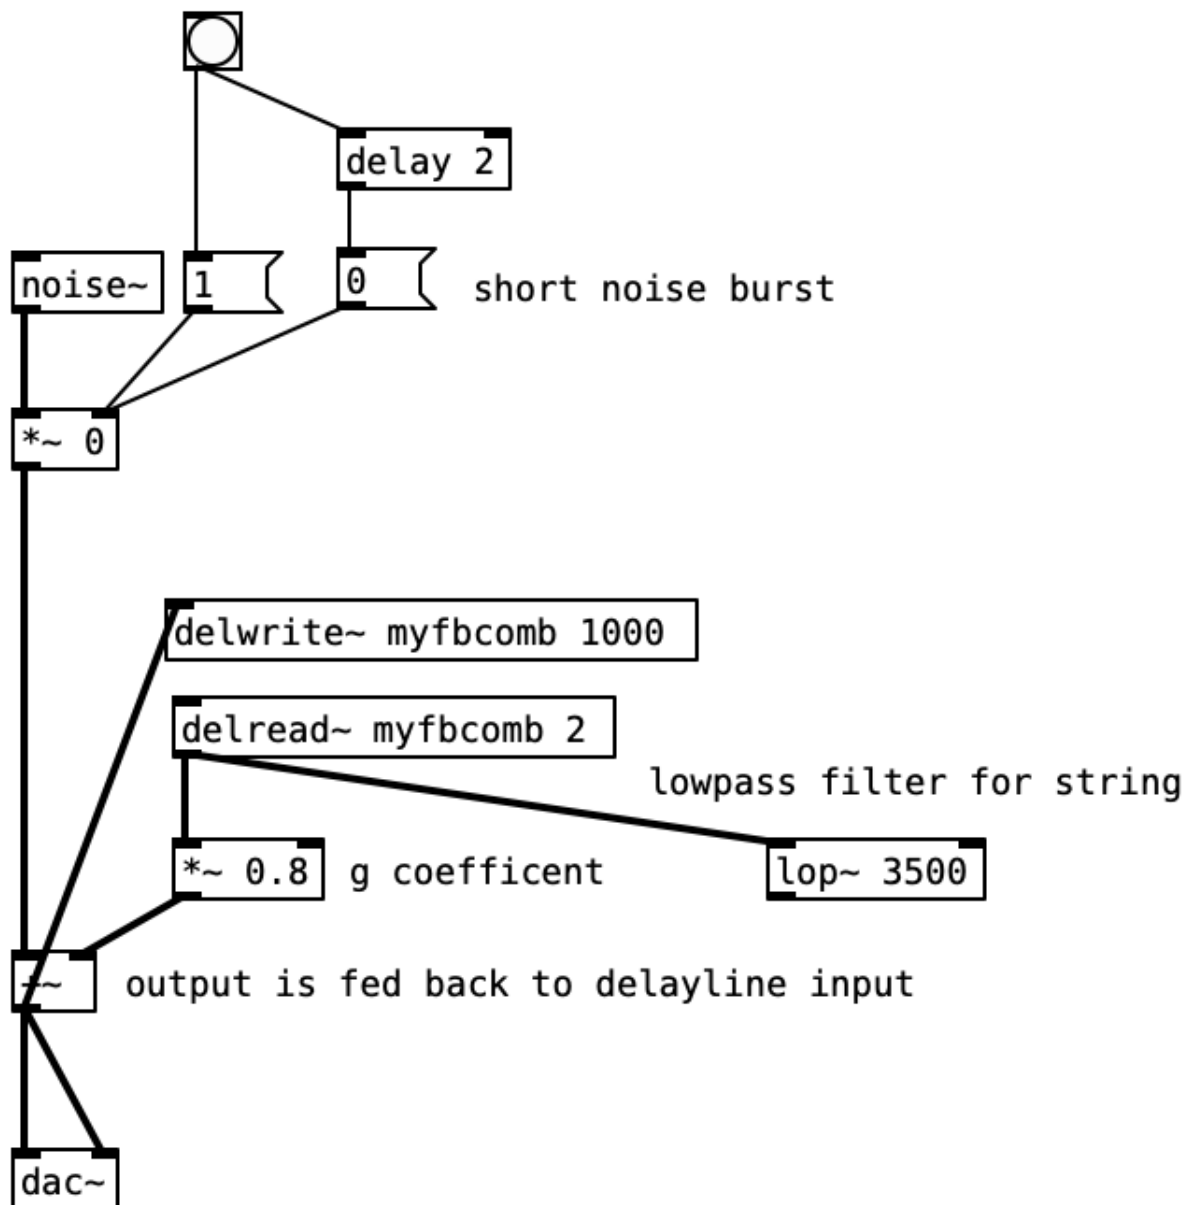 delay 2
noise~
1
0
short noise burst
*~ 0
delwrite~ myfbcomb 1000
delread~ myfbcomb 2
lowpass filter for string
*~ 0.8
g coefficent
lop~ 3500
+~
output is fed back to delayline input
dac~